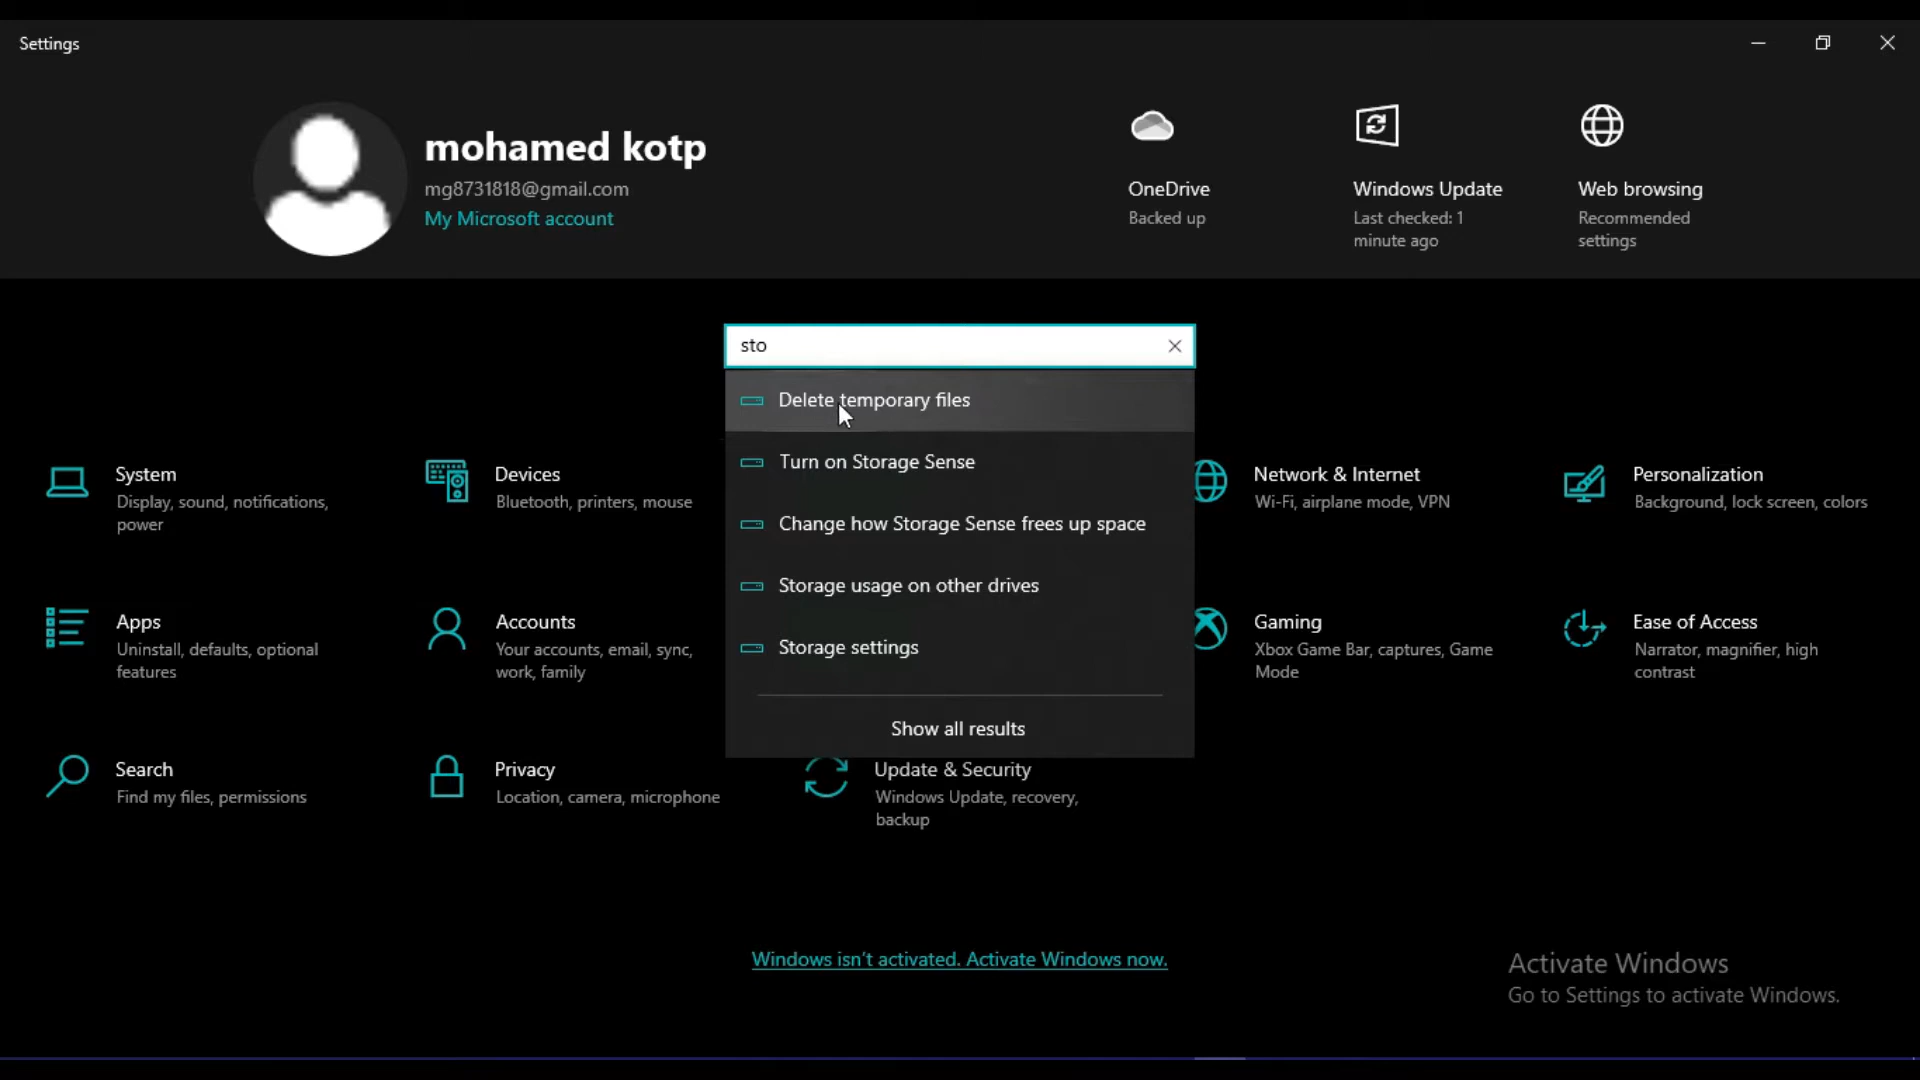 Settings
mohamed kotp
mg8731818@gmail.com
My Microsoft account
OneDrive
Backed up
Windows Update
Last checked: 1
minute ago
Web browsing
Recommended
settings
sto
Delete temporary files
Turn on Storage Sense
Change how Storage Sense frees up space
Storage usage on other drives
Storage settings
Show all results
System
Display, sound, notifications,
power
Devices
Bluetooth, printers, mouse
Network & Internet
Wi-Fi, airplane mode, VPN
Personalization
Background, lock screen, colors
Apps
Uninstall, defaults, optional
features
Accounts
Your accounts, email, sync,
work, family
Gaming
Xbox Game Bar, captures, Game
Mode
Ease of Access
Narrator, magnifier, high
contrast
Search
Find my files, permissions
Privacy
Location, camera, microphone
Update & Security
Windows Update, recovery,
backup
Windows isn't activated. Activate Windows now.
Activate Windows
Go to Settings to activate Windows.